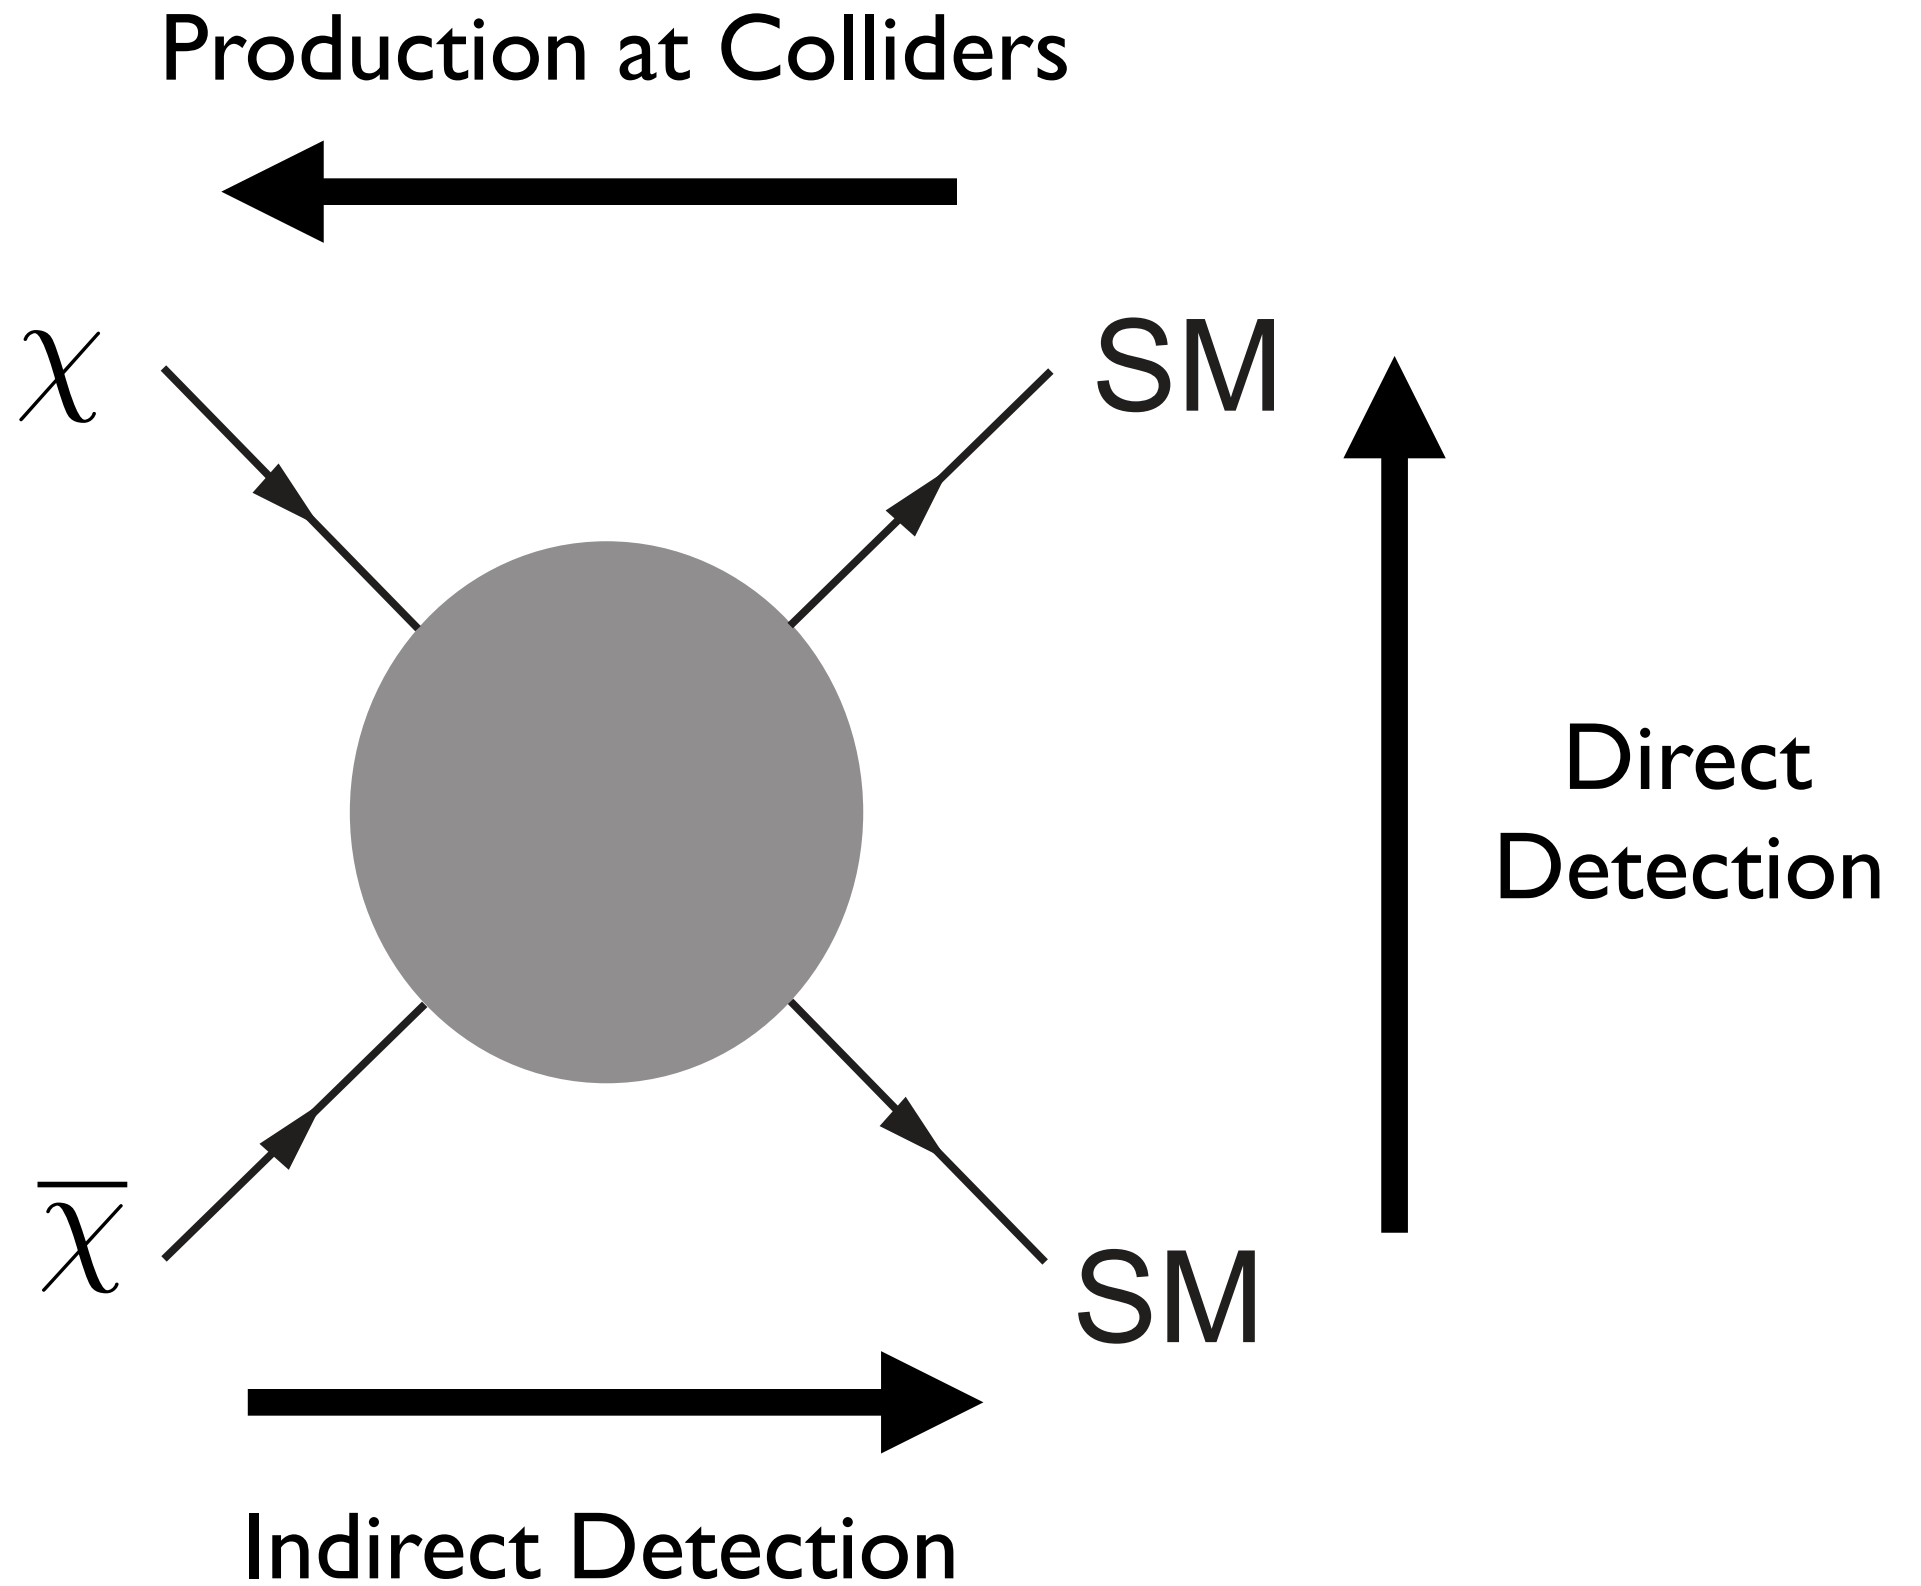 Production at Colliders
χ
SM
Direct
Detection
χ̅
SM
Indirect Detection